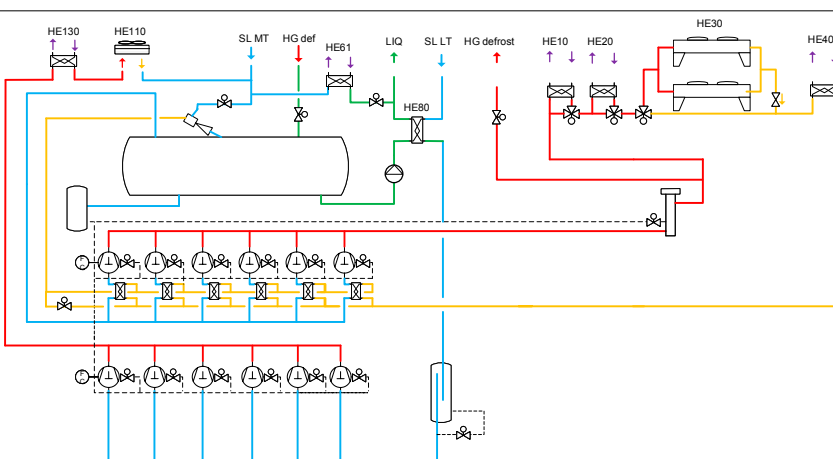 HE130
HE110
SL MT
HG def
HE61
LIQ
SL LT
HG defrost
HE10
HE20
HE30
HE40
HE80
F
C
F
C